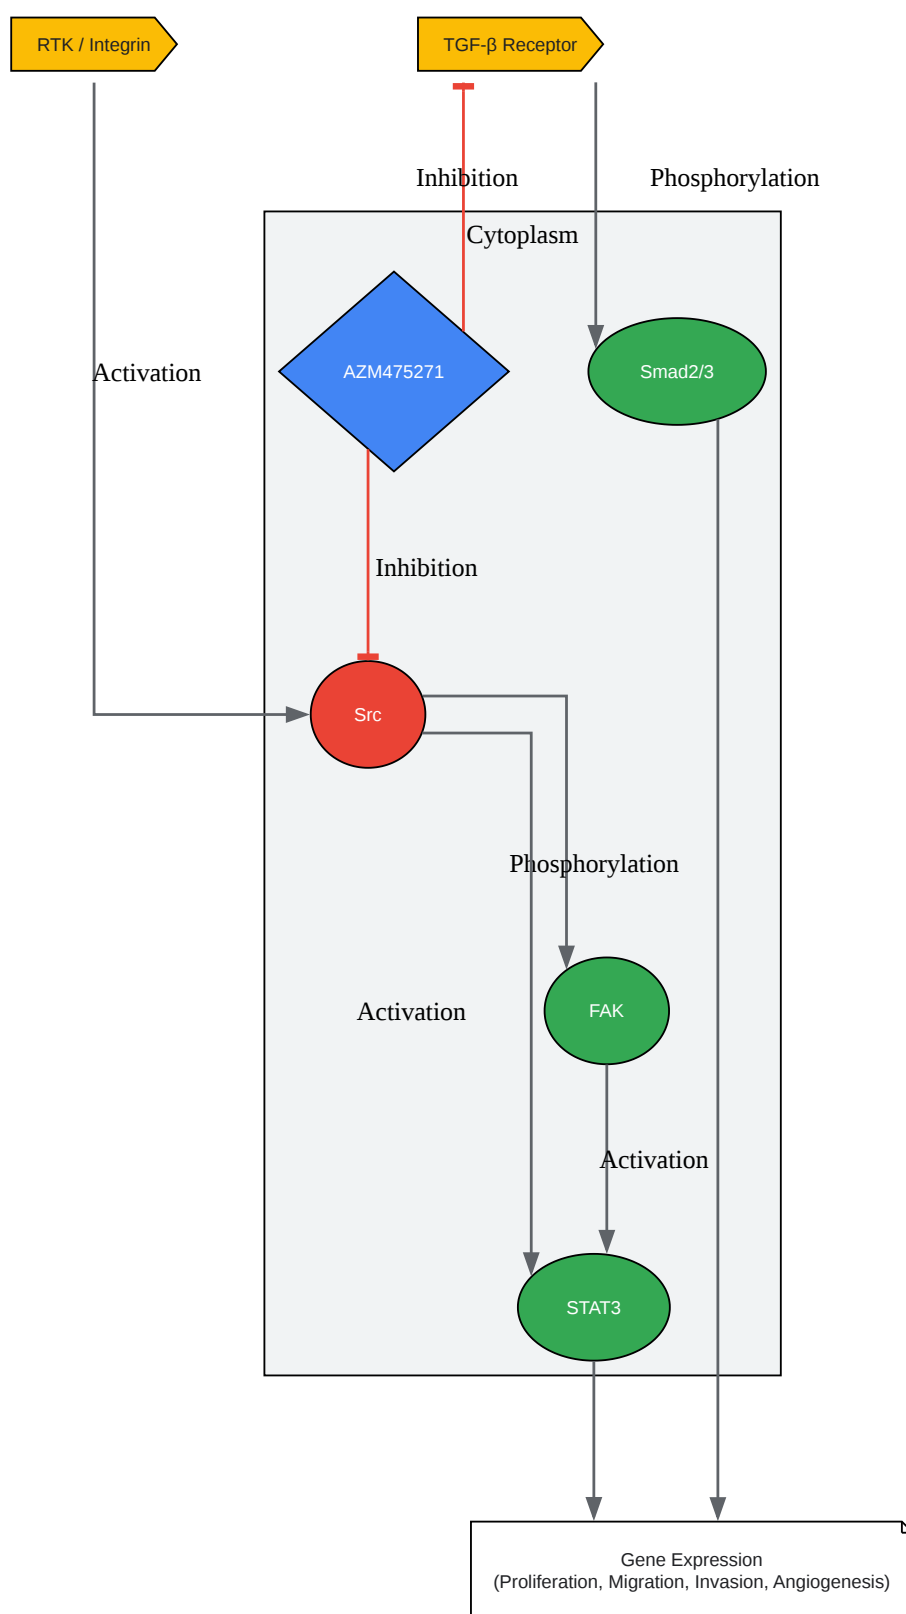 RTK / Integrin
TGF-β Receptor
Inhibition
Phosphorylation
Cytoplasm
AZM475271
Smad2/3
Activation
Inhibition
Src
Phosphorylation
FAK
Activation
Activation
STAT3
Gene Expression
(Proliferation, Migration, Invasion, Angiogenesis)